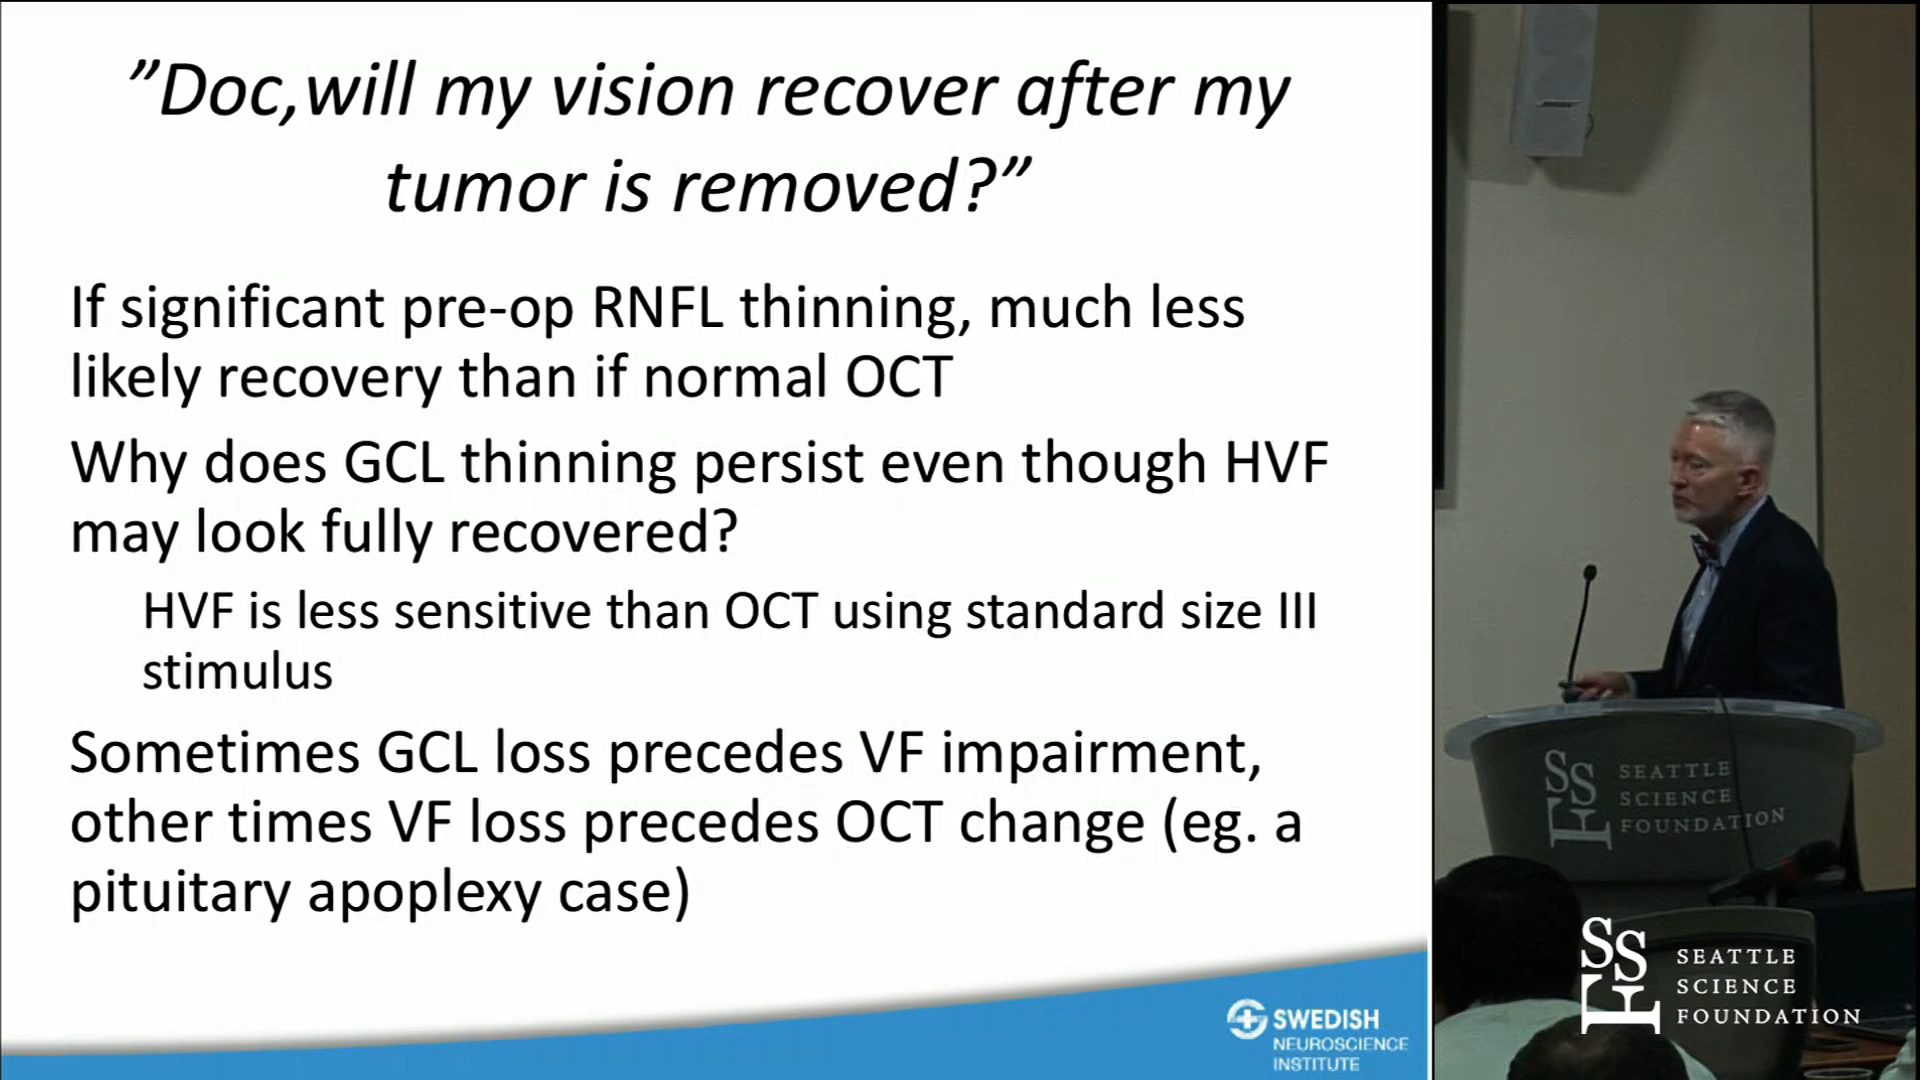 ”Doc,will my vision recover after my
tumor is removed?”
If significant pre-op RNFL thinning, much less
likely recovery than if normal OCT
Why does GCL thinning persist even though HVF
may look fully recovered?
HVF is less sensitive than OCT using standard size III
stimulus
Sometimes GCL loss precedes VF impairment,
other times VF loss precedes OCT change (eg. a
pituitary apoplexy case)
SWEDISH
NEUROSCIENCE
INSTITUTE
BOSE
SSF
SEATTLE
SCIENCE
FOUNDATION
SSF
SEATTLE
SCIENCE
FOUNDATION